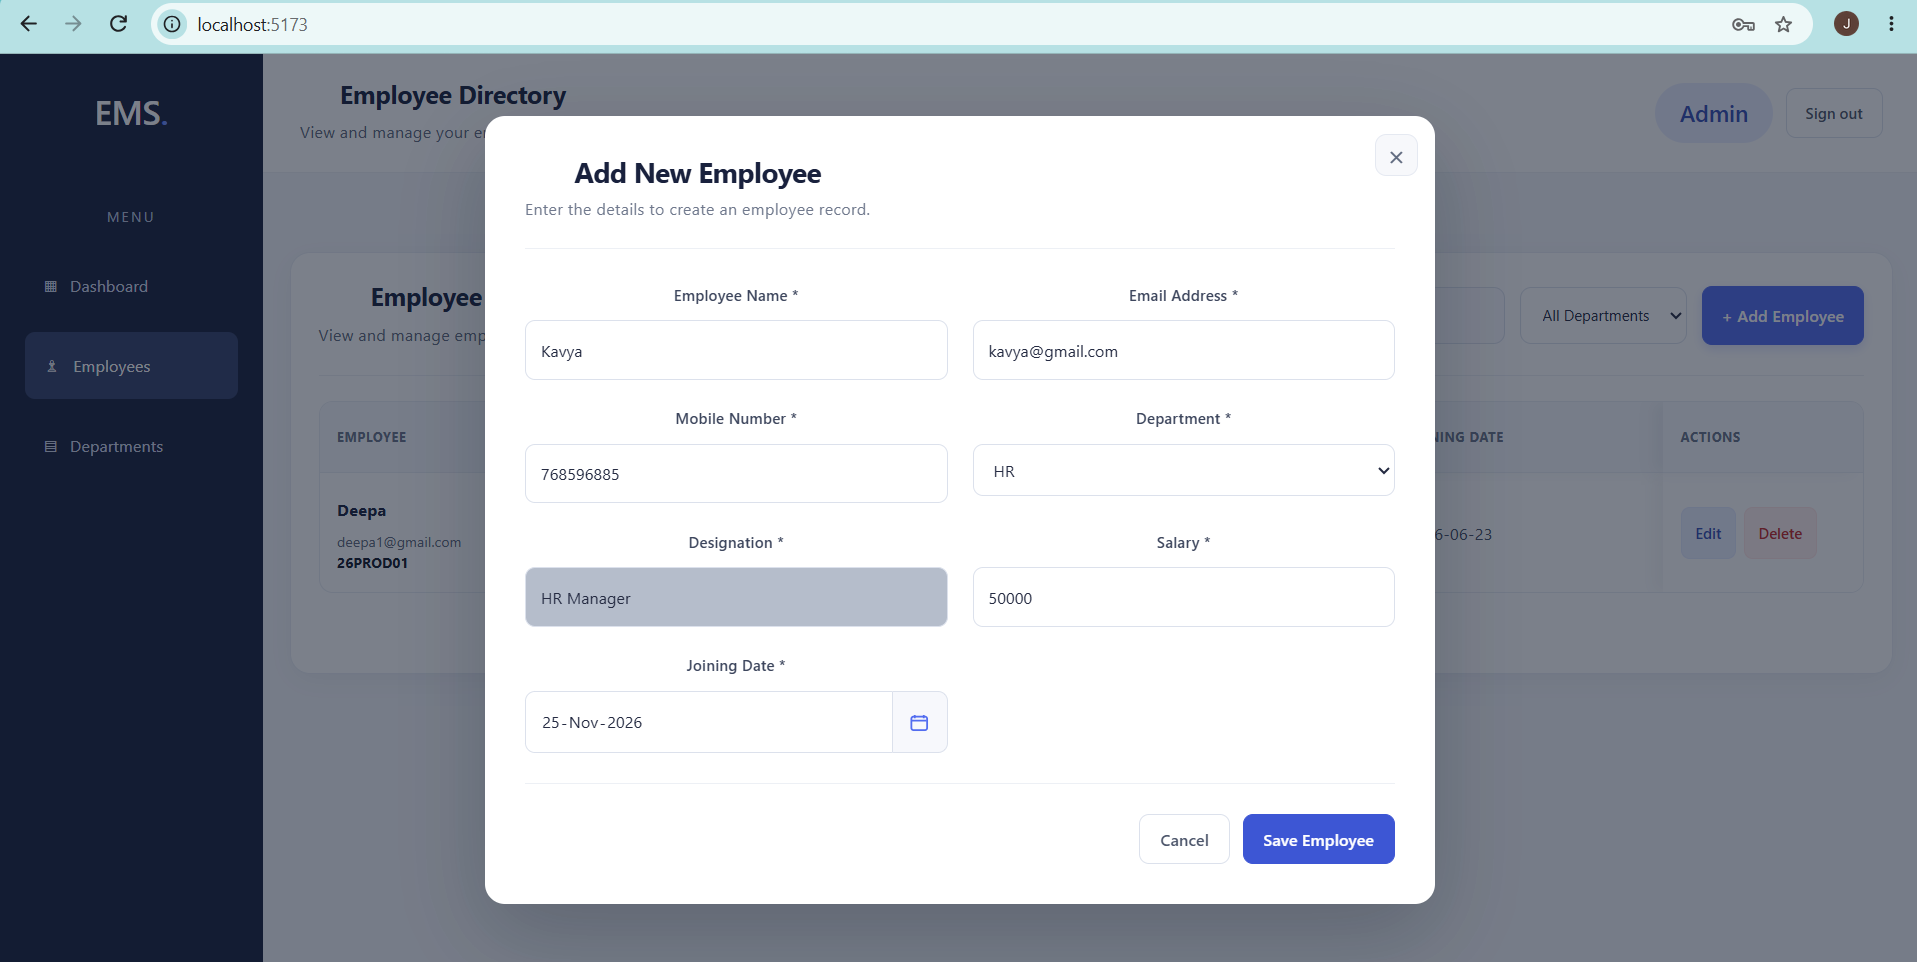 localhost:5173
J
EMS.
MENU
Dashboard
Employees
Departments
Employee Directory
View and manage your e
Admin
Sign out
Employee
View and manage emp
All Departments
+ Add Employee
EMPLOYEE
NING DATE
ACTIONS
Deepa
deepa1@gmail.com
26PROD01
6-06-23
Edit
Delete
Add New Employee
Enter the details to create an employee record.
Employee Name *
Email Address *
Kavya
kavya@gmail.com
Mobile Number *
Department *
768596885
HR
Designation *
Salary *
HR Manager
50000
Joining Date *
25-Nov-2026
Cancel
Save Employee